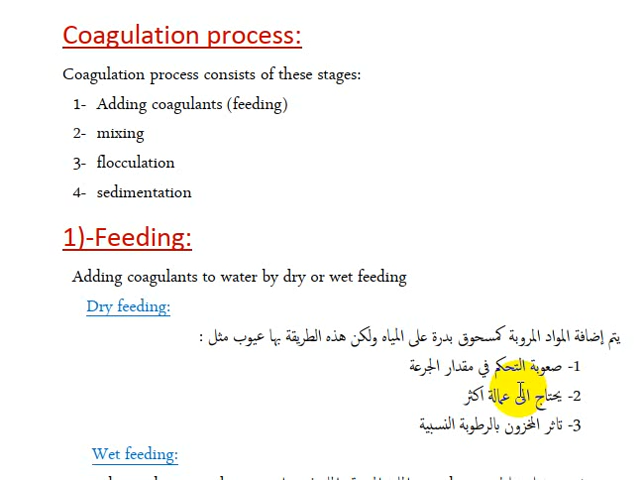 Coagulation process:
Coagulation process consists of these stages:
1- Adding coagulants (feeding)
2- mixing
3- flocculation
4- sedimentation
1)-Feeding:
Adding coagulants to water by dry or wet feeding
Dry feeding:
يتم إضافة المواد المروبة كمسحوق بدرة على المياه ولكن هذه الطريقة بها عيوب مثل :
1- صعوبة التحكم في مقدار الجرعة
2- يحتاج الى عمالة اكثر
3- تاثر المخزون بالرطوبة النسبية
Wet feeding: